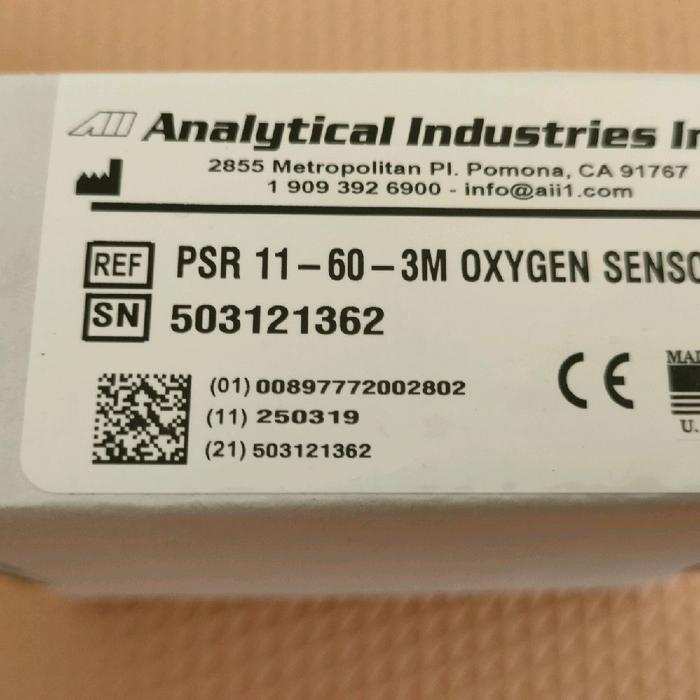 AII Analytical Industries In
2855 Metropolitan Pl. Pomona, CA 91767
1 909 392 6900 - info@aii1.com
REF PSR 11-60-3M OXYGEN SENSO
SN 503121362
(01) 00897772002802
(11) 250319
(21) 503121362
CE
MAD
U.